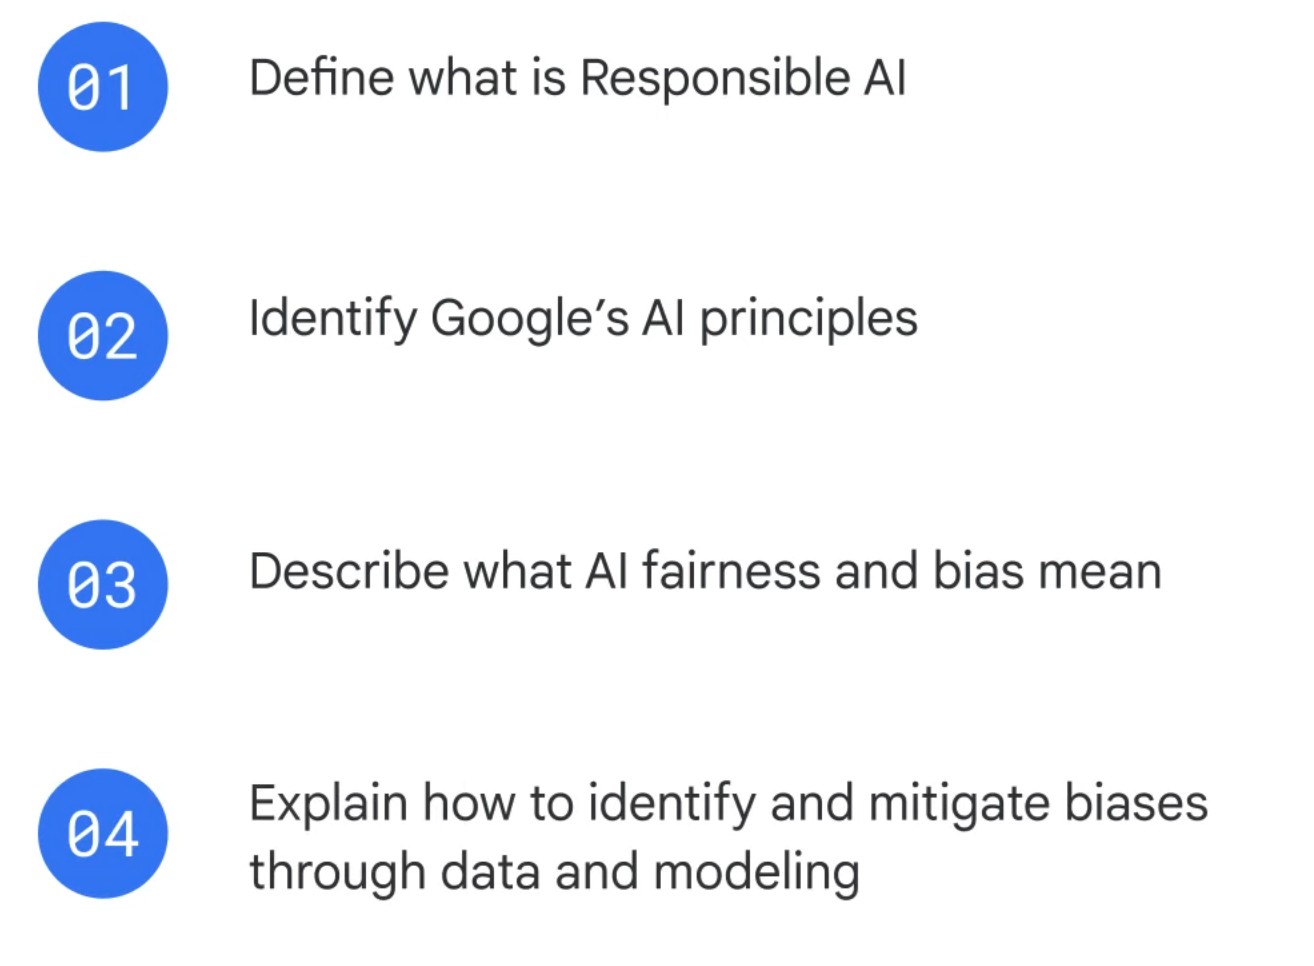 01 Define what is Responsible AI
02 Identify Google’s AI principles
03 Describe what AI fairness and bias mean
04 Explain how to identify and mitigate biases
through data and modeling